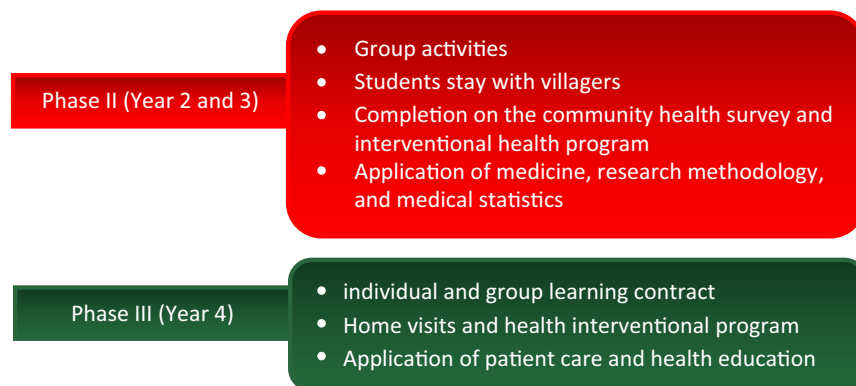 Phase II (Year 2 and 3)
• Group activities
• Students stay with villagers
• Completion on the community health survey and
interventional health program
• Application of medicine, research methodology,
and medical statistics
Phase III (Year 4)
• individual and group learning contract
• Home visits and health interventional program
• Application of patient care and health education